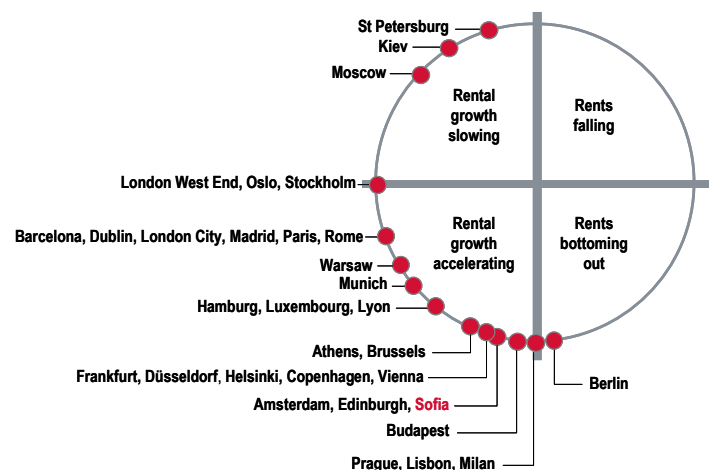 St Petersburg
Kiev
Moscow
Rental
growth
slowing
Rents
falling
London West End, Oslo, Stockholm
Barcelona, Dublin, London City, Madrid, Paris, Rome
Rental
growth
accelerating
Rents
bottoming
out
Warsaw
Munich
Hamburg, Luxembourg, Lyon
Athens, Brussels
Frankfurt, Düsseldorf, Helsinki, Copenhagen, Vienna
Berlin
Amsterdam, Edinburgh, Sofia
Budapest
Prague, Lisbon, Milan